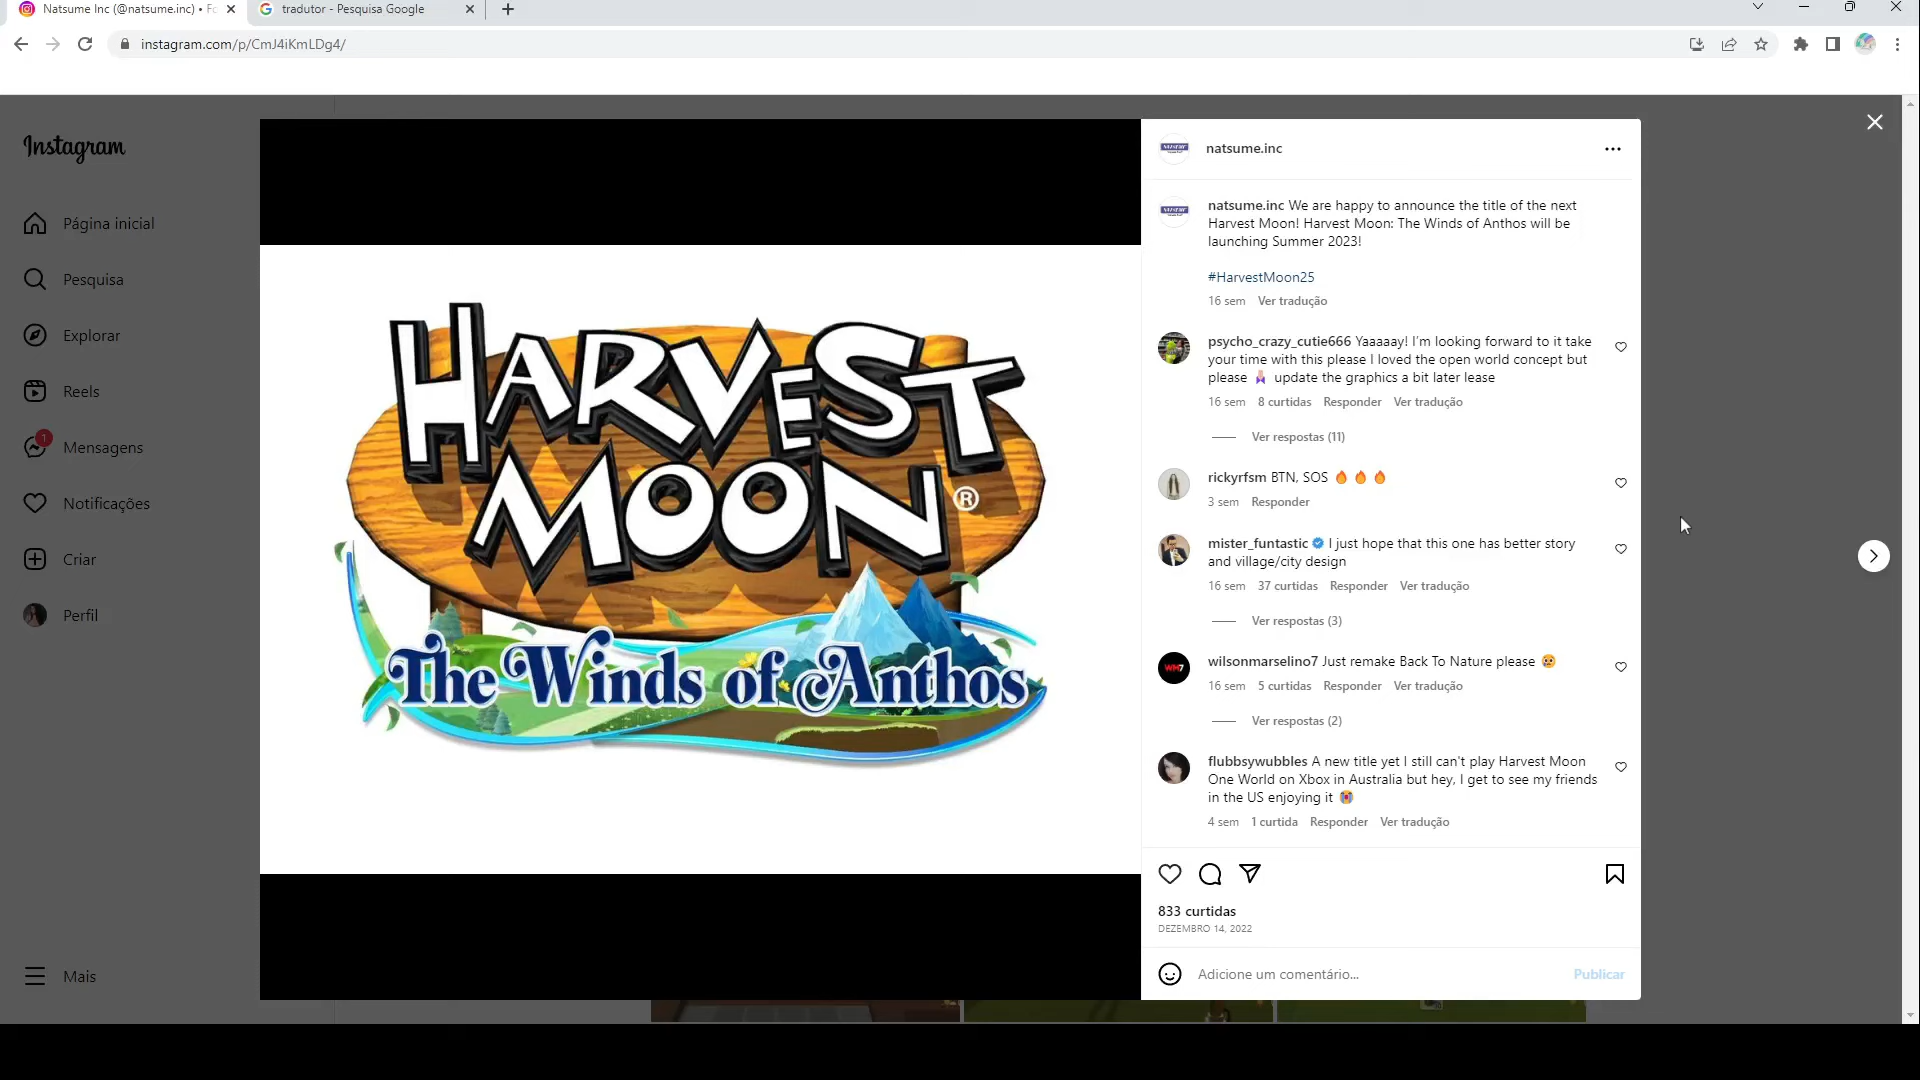 Natsume Inc (@natsume.inc) • Fo
tradutor - Pesquisa Google
instagram.com/p/CmJ4iKmLDg4/
Instagram
Página inicial
Pesquisa
Explorar
Reels
1
Mensagens
Notificações
Criar
Perfil
Mais
HARVEST
MOON®
The Winds of Anthos
natsume.inc
natsume.inc We are happy to announce the title of the next
Harvest Moon! Harvest Moon: The Winds of Anthos will be
launching Summer 2023!
#HarvestMoon25
16 sem Ver tradução
psycho_crazy_cutie666 Yaaaaay! I'm looking forward to it take
your time with this please I loved the open world concept but
please 🙏 update the graphics a bit later lease
16 sem 8 curtidas Responder Ver tradução
Ver respostas (11)
rickyrfsm BTN, SOS 🔥 🔥 🔥
3 sem Responder
mister_funtastic I just hope that this one has better story
and village/city design
16 sem 37 curtidas Responder Ver tradução
Ver respostas (3)
WM7
wilsonmarselino7 Just remake Back To Nature please 😢
16 sem 5 curtidas Responder Ver tradução
Ver respostas (2)
flubbsywubbles A new title yet I still can't play Harvest Moon
One World on Xbox in Australia but hey, I get to see my friends
in the US enjoying it 😭
4 sem 1 curtida Responder Ver tradução
833 curtidas
DEZEMBRO 14, 2022
Adicione um comentário...
Publicar